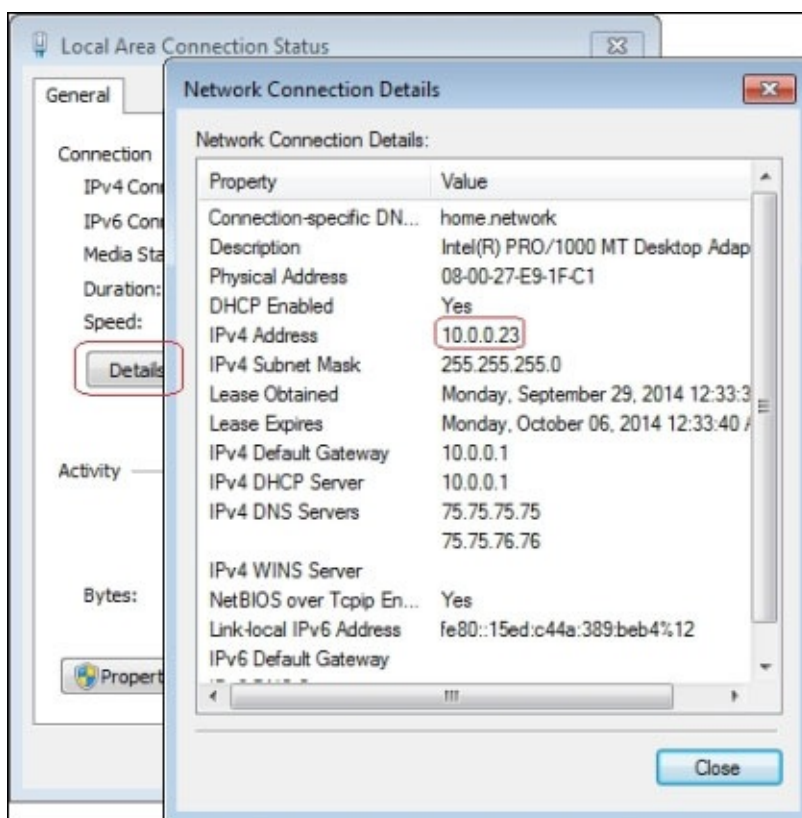 Local Area Connection Status
General
Connection
IPv4 Con
IPv6 Con
Media Sta
Duration:
Speed:
Details
Activity
Bytes:
Propert
Network Connection Details
Network Connection Details:
Property Value
Connection-specific DN... home.network
Description Intel(R) PRO/1000 MT Desktop Adap
Physical Address 08-00-27-E9-1F-C1
DHCP Enabled Yes
IPv4 Address 10.0.0.23
IPv4 Subnet Mask 255.255.255.0
Lease Obtained Monday, September 29, 2014 12:33:3
Lease Expires Monday, October 06, 2014 12:33:40 A
IPv4 Default Gateway 10.0.0.1
IPv4 DHCP Server 10.0.0.1
IPv4 DNS Servers 75.75.75.75
75.75.76.76
IPv4 WINS Server
NetBIOS over Tcpip En... Yes
Link-local IPv6 Address fe80::15ed:c44a:389:beb4%12
IPv6 Default Gateway
Close